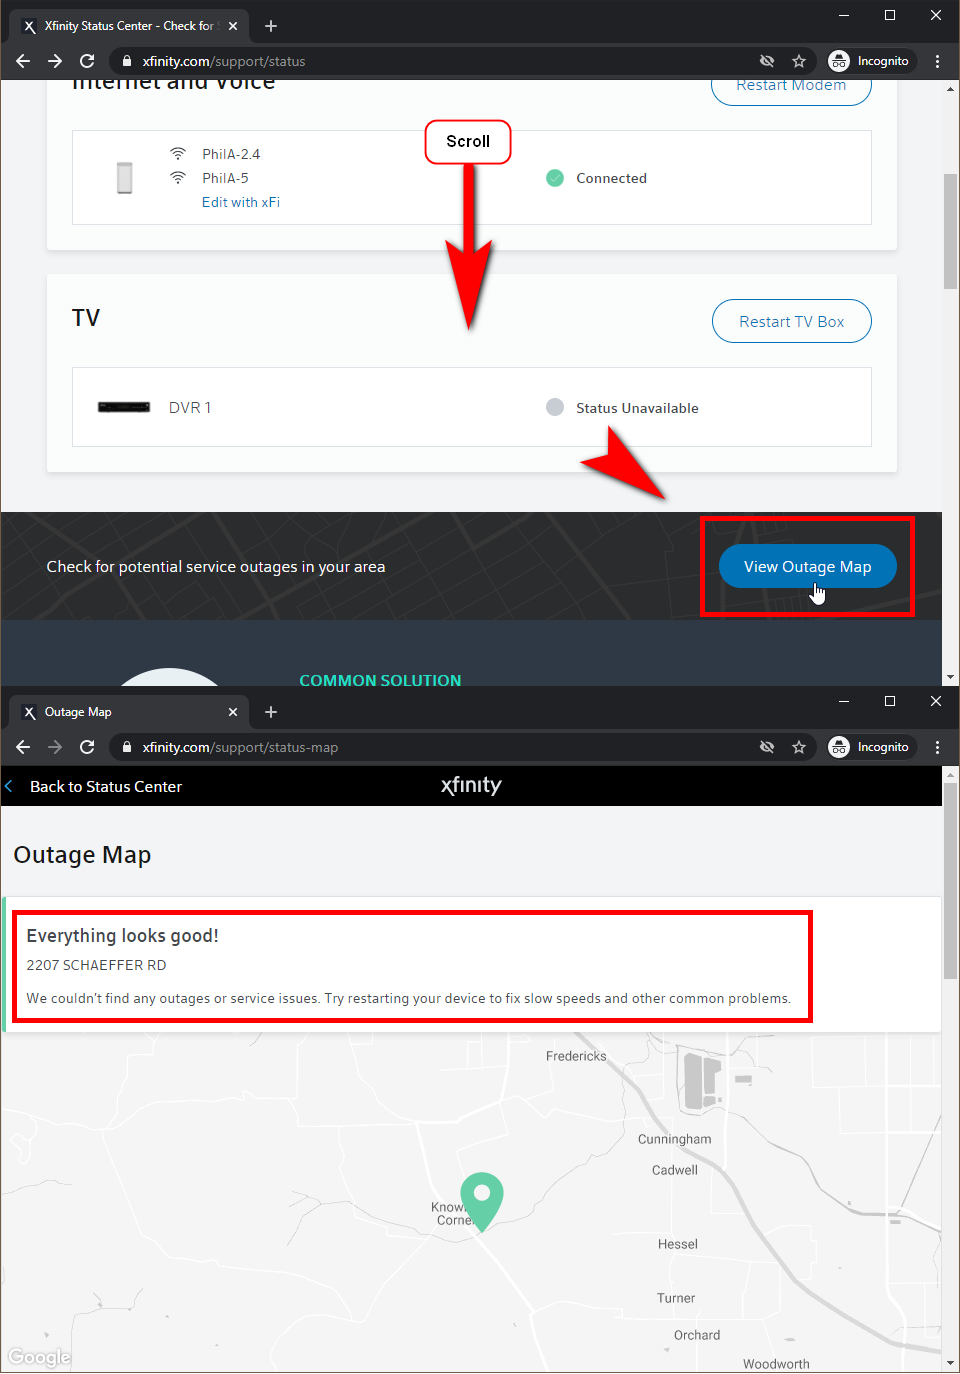 Xfinity Status Center - Check for
xfinity.com/support/status
Incognito
Internet and Voice
Restart Modem
Scroll
PhilA-2.4
PhilA-5
Edit with xFi
Connected
TV
Restart TV Box
DVR 1
Status Unavailable
Check for potential service outages in your area
View Outage Map
COMMON SOLUTION
Outage Map
xfinity.com/support/status-map
Incognito
Back to Status Center
xfinity
Outage Map
Everything looks good!
2207 SCHAEFFER RD
We couldn't find any outages or service issues. Try restarting your device to fix slow speeds and other common problems.
Fredericks
Cunningham
Cadwell
Corner
Hessel
Turner
Orchard
Woodworth
Google